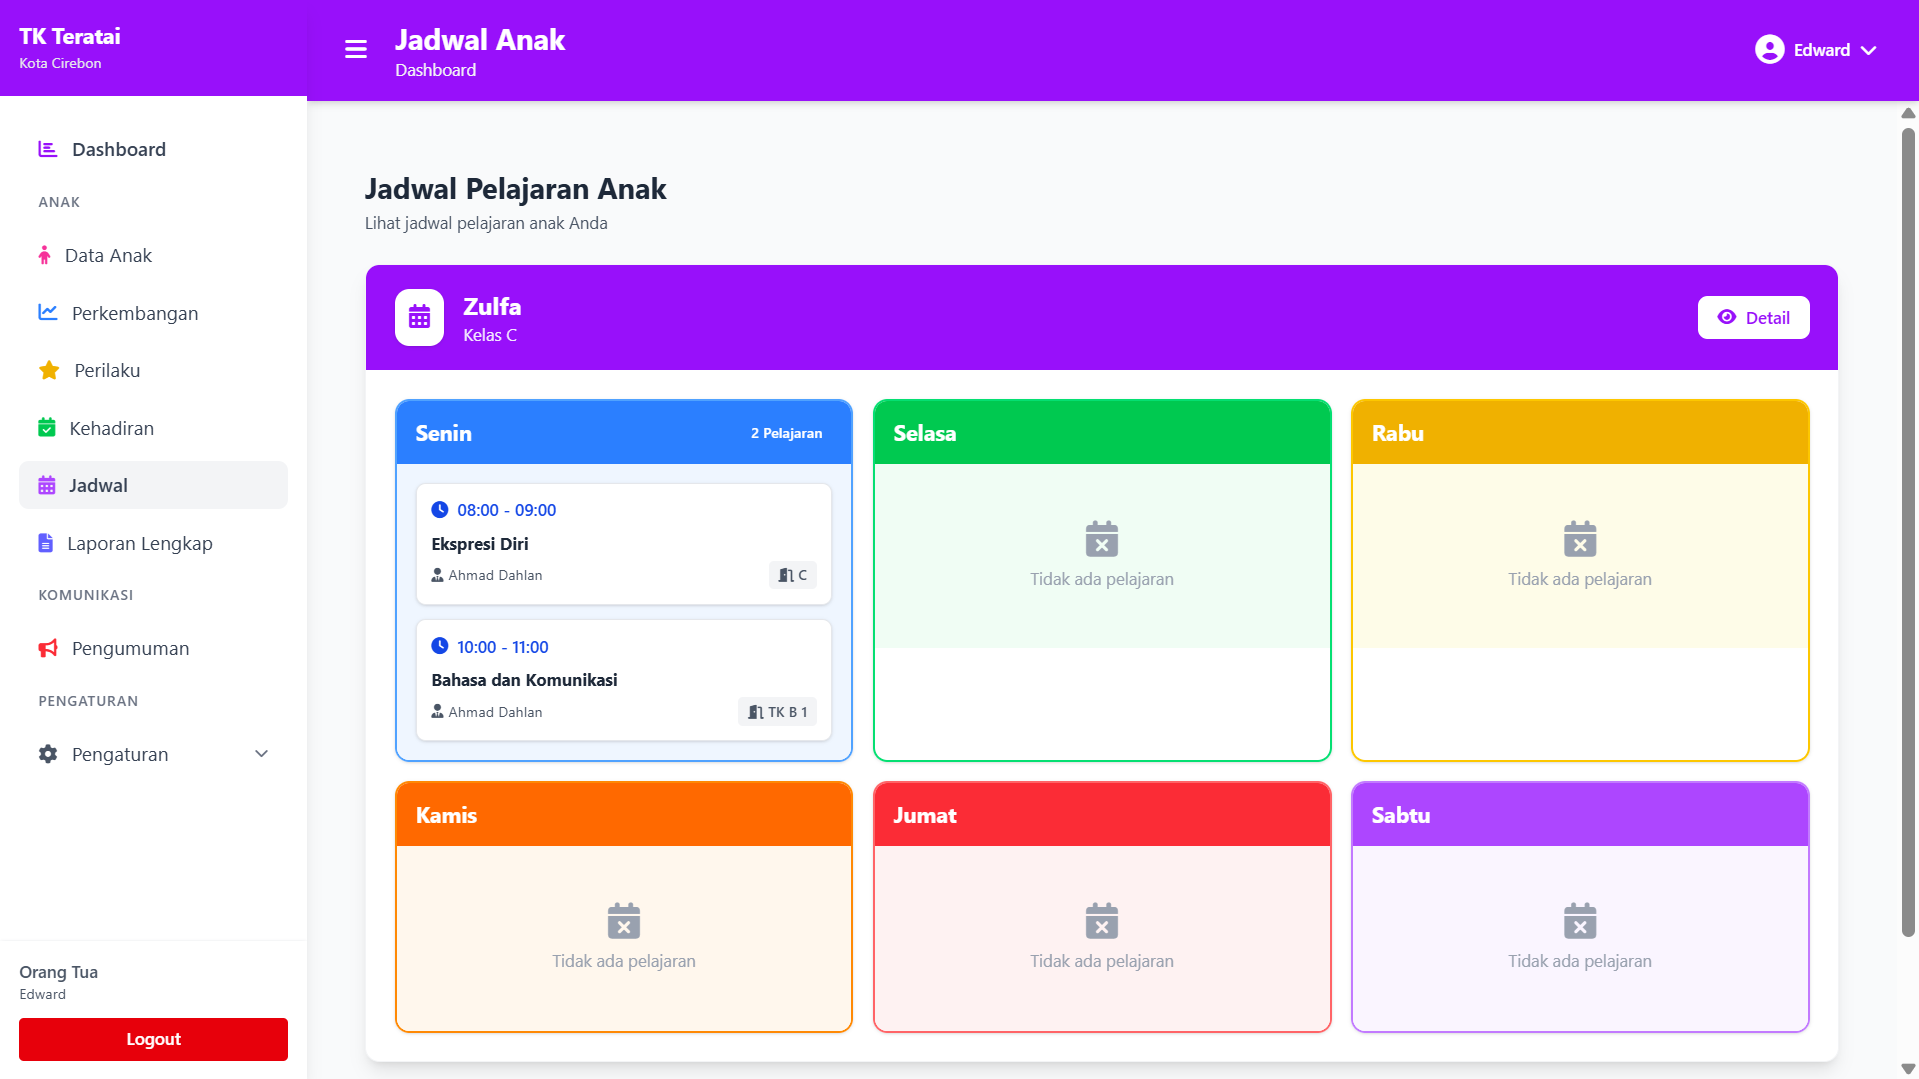 TK Teratai
Kota Cirebon
Jadwal Anak
Dashboard
Edward
Dashboard
ANAK
Data Anak
Perkembangan
Perilaku
Kehadiran
Jadwal
Laporan Lengkap
KOMUNIKASI
Pengumuman
PENGATURAN
Pengaturan
Orang Tua
Edward
Logout
Jadwal Pelajaran Anak
Lihat jadwal pelajaran anak Anda
Zulfa
Kelas C
Detail
Senin
2 Pelajaran
08:00 - 09:00
Ekspresi Diri
Ahmad Dahlan
C
10:00 - 11:00
Bahasa dan Komunikasi
Ahmad Dahlan
TK B 1
Selasa
Tidak ada pelajaran
Rabu
Tidak ada pelajaran
Kamis
Tidak ada pelajaran
Jumat
Tidak ada pelajaran
Sabtu
Tidak ada pelajaran